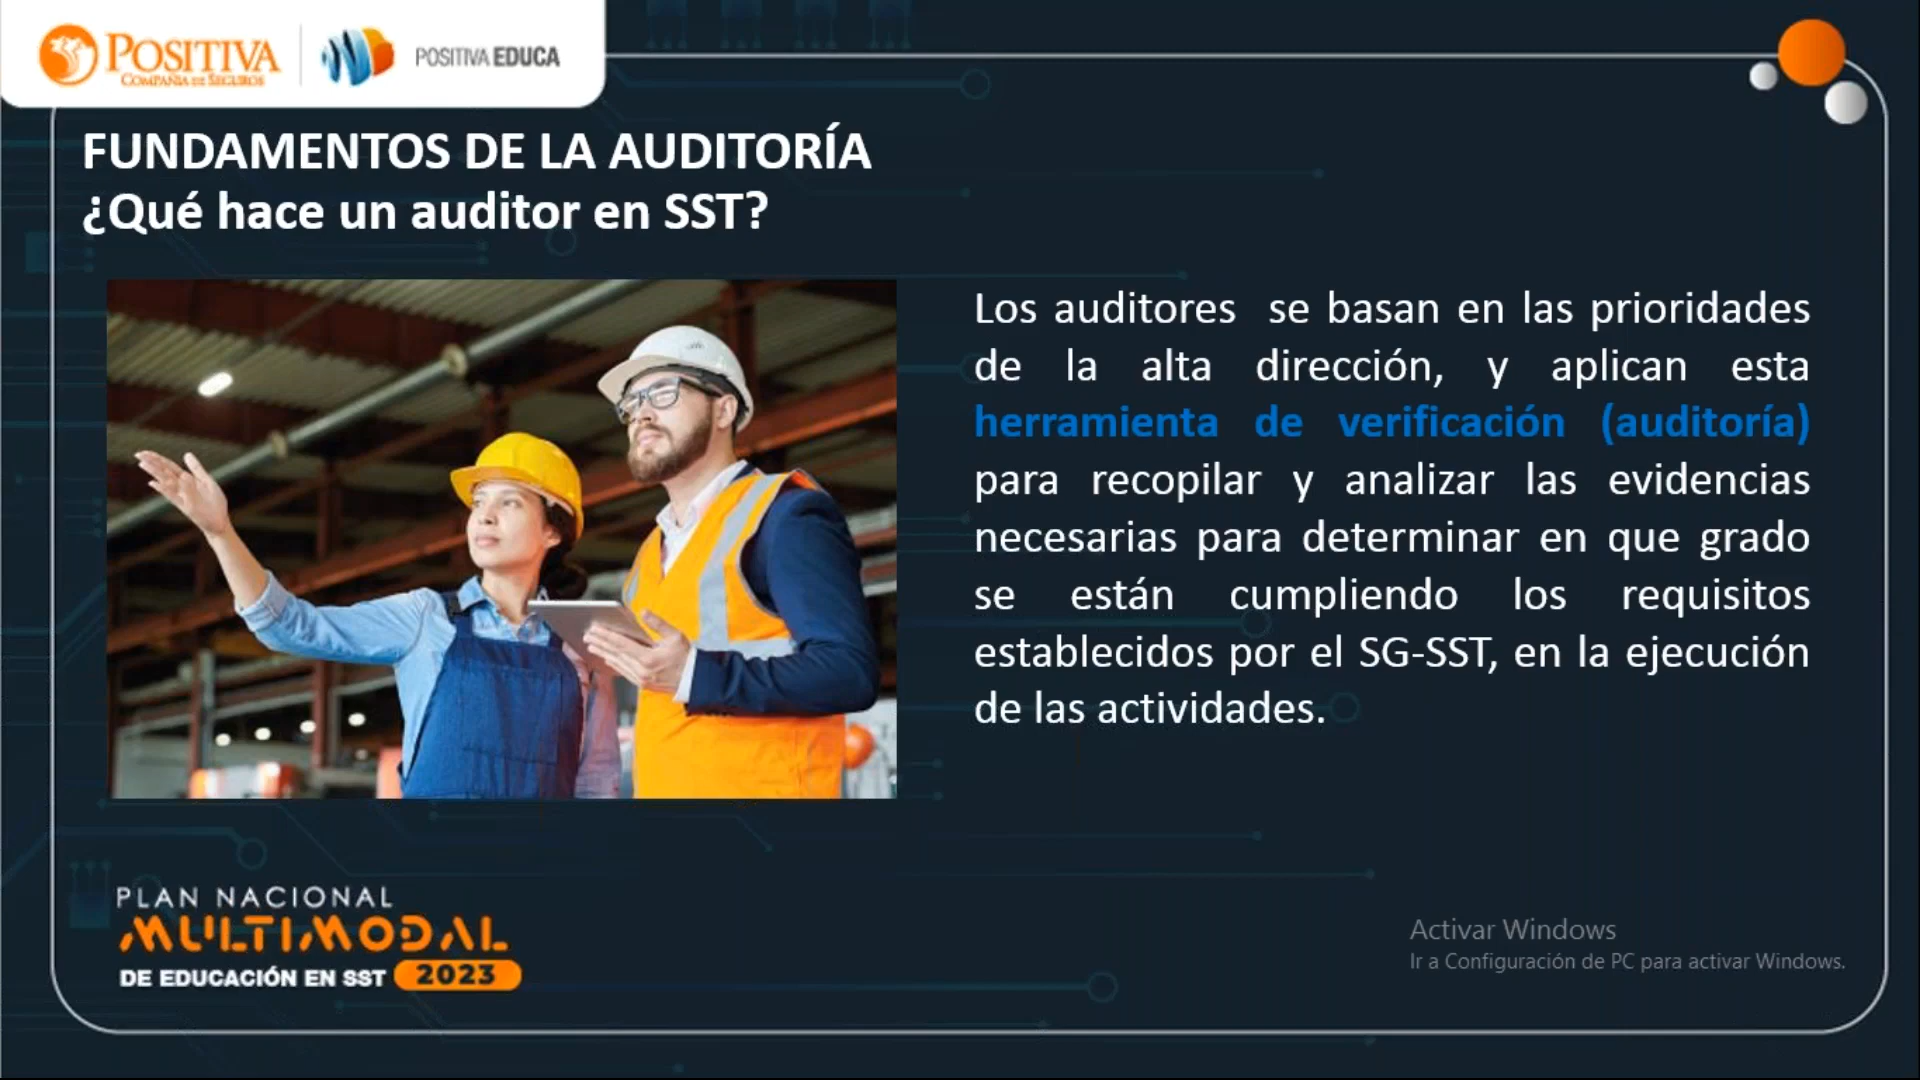 POSITIVA
COMPAÑIA DE SEGUROS
POSITIVA EDUCA
FUNDAMENTOS DE LA AUDITORÍA
¿Qué hace un auditor en SST?
Los auditores se basan en las prioridades
de la alta dirección, y aplican esta
herramienta de verificación (auditoría)
para recopilar y analizar las evidencias
necesarias para determinar en que grado
se están cumpliendo los requisitos
establecidos por el SG-SST, en la ejecución
de las actividades.
PLAN NACIONAL
MULTIMODAL
DE EDUCACIÓN EN SST 2023
Activar Windows
Ir a Configuración de PC para activar Windows.